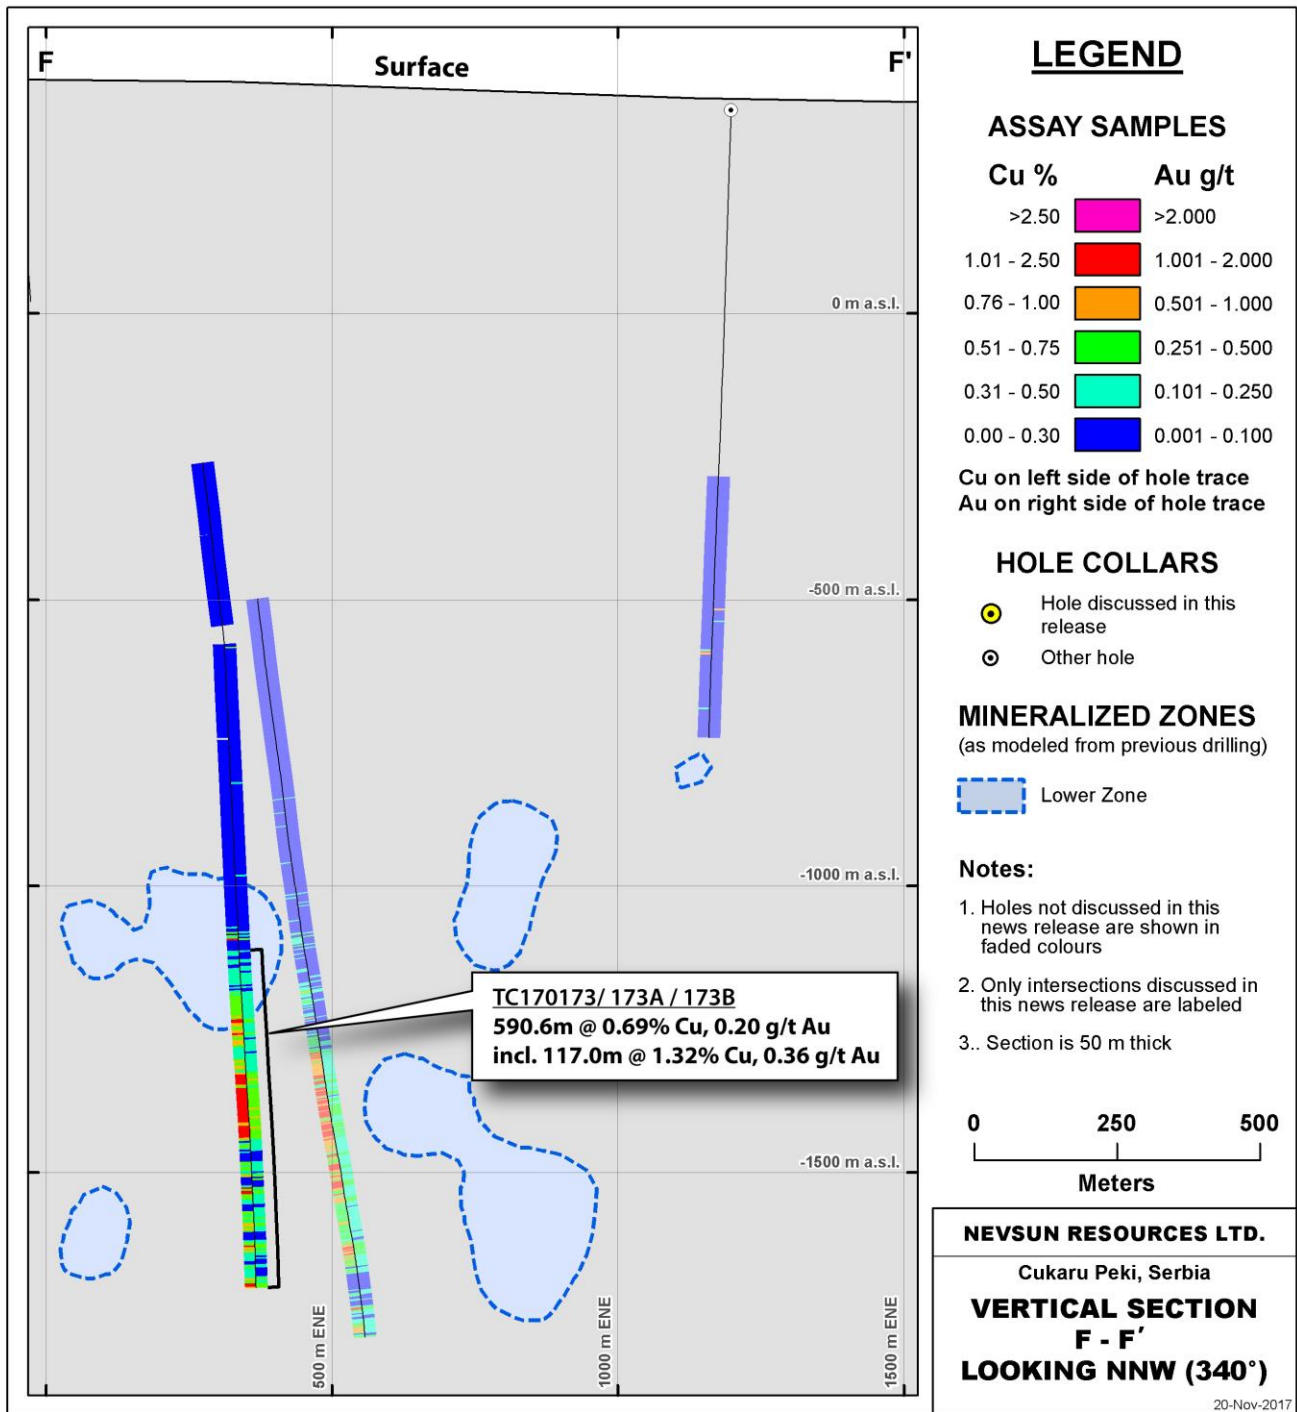 F
Surface
F'
0 m a.s.l.
-500 m a.s.l.
-1000 m a.s.l.
-1500 m a.s.l.
500 m ENE
1000 m ENE
1500 m ENE
TC170173/ 173A / 173B
590.6m @ 0.69% Cu, 0.20 g/t Au
incl. 117.0m @ 1.32% Cu, 0.36 g/t Au
LEGEND
ASSAY SAMPLES
Cu % Au g/t
>2.50 >2.000
1.01 - 2.50 1.001 - 2.000
0.76 - 1.00 0.501 - 1.000
0.51 - 0.75 0.251 - 0.500
0.31 - 0.50 0.101 - 0.250
0.00 - 0.30 0.001 - 0.100
Cu on left side of hole trace
Au on right side of hole trace
HOLE COLLARS
Hole discussed in this
release
Other hole
MINERALIZED ZONES
(as modeled from previous drilling)
Lower Zone
Notes:
1. Holes not discussed in this
news release are shown in
faded colours
2. Only intersections discussed in
this news release are labeled
3.. Section is 50 m thick
0 250 500
Meters
NEVSUN RESOURCES LTD.
Cukaru Peki, Serbia
VERTICAL SECTION
F - F'
LOOKING NNW (340°)
20-Nov-2017